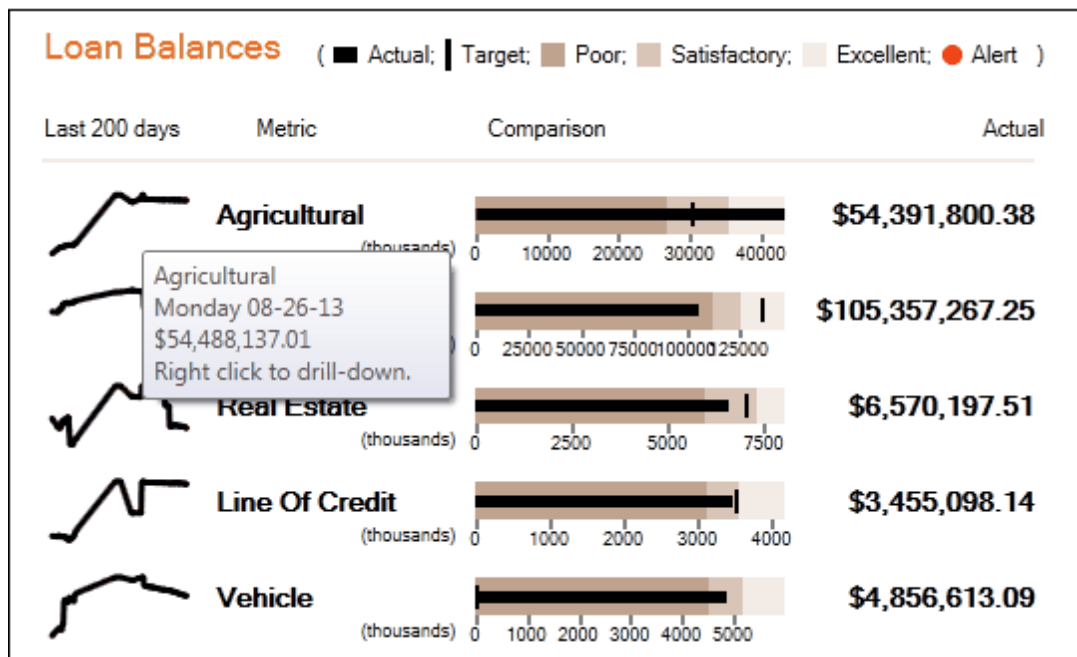 Loan Balances ( Actual; Target; Poor; Satisfactory; Excellent; Alert )
Last 200 days Metric Comparison Actual
Agricultural $54,391,800.38
(thousands) 0 10000 20000 30000 40000
Agricultural
Monday 08-26-13
$54,488,137.01
Right click to drill-down.
$105,357,267.25
0 25000 50000 75000 100000 125000
Real Estate $6,570,197.51
(thousands) 0 2500 5000 7500
Line Of Credit $3,455,098.14
(thousands) 0 1000 2000 3000 4000
Vehicle $4,856,613.09
(thousands) 0 1000 2000 3000 4000 5000